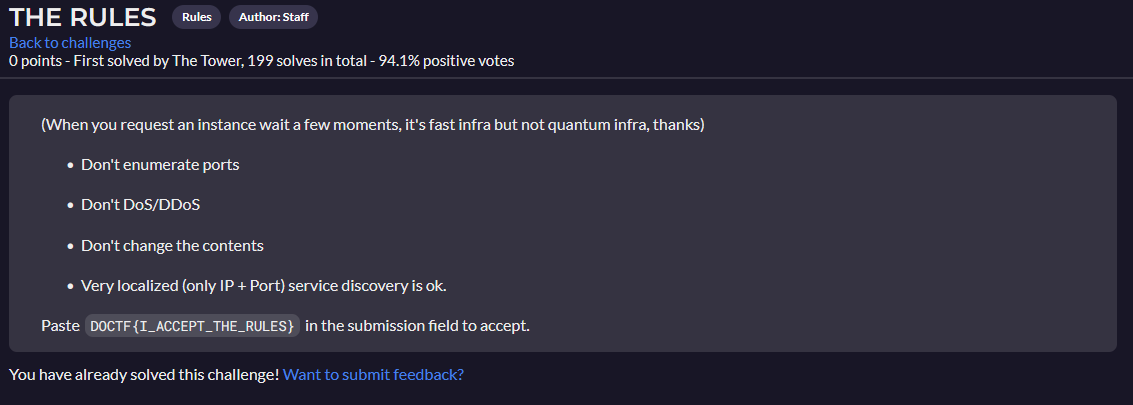 THE RULES Rules Author: Staff
Back to challenges
0 points - First solved by The Tower, 199 solves in total - 94.1% positive votes
(When you request an instance wait a few moments, it's fast infra but not quantum infra, thanks)
• Don't enumerate ports
• Don't DoS/DDoS
• Don't change the contents
• Very localized (only IP + Port) service discovery is ok.
Paste DOCTF{I_ACCEPT_THE_RULES} in the submission field to accept.
You have already solved this challenge! Want to submit feedback?